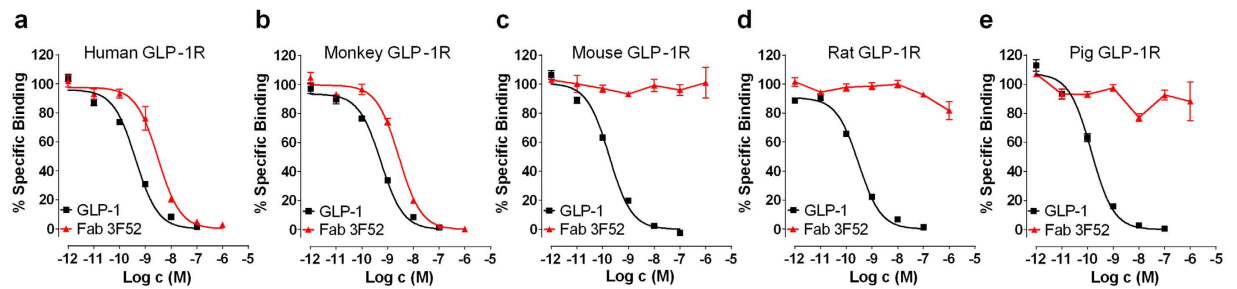 a
Human GLP-1R
% Specific Binding
120
100
80
60
40
20
0
GLP-1
Fab 3F52
-12 -11 -10 -9 -8 -7 -6 -5
Log c (M)
b
Monkey GLP-1R
% Specific Binding
120
100
80
60
40
20
0
GLP-1
Fab 3F52
-12 -11 -10 -9 -8 -7 -6 -5
Log c (M)
c
Mouse GLP-1R
% Specific Binding
120
100
80
60
40
20
0
GLP-1
Fab 3F52
-12 -11 -10 -9 -8 -7 -6 -5
Log c (M)
d
Rat GLP-1R
% Specific Binding
120
100
80
60
40
20
0
GLP-1
Fab 3F52
-12 -11 -10 -9 -8 -7 -6 -5
Log c (M)
e
Pig GLP-1R
% Specific Binding
120
100
80
60
40
20
0
GLP-1
Fab 3F52
-12 -11 -10 -9 -8 -7 -6 -5
Log c (M)